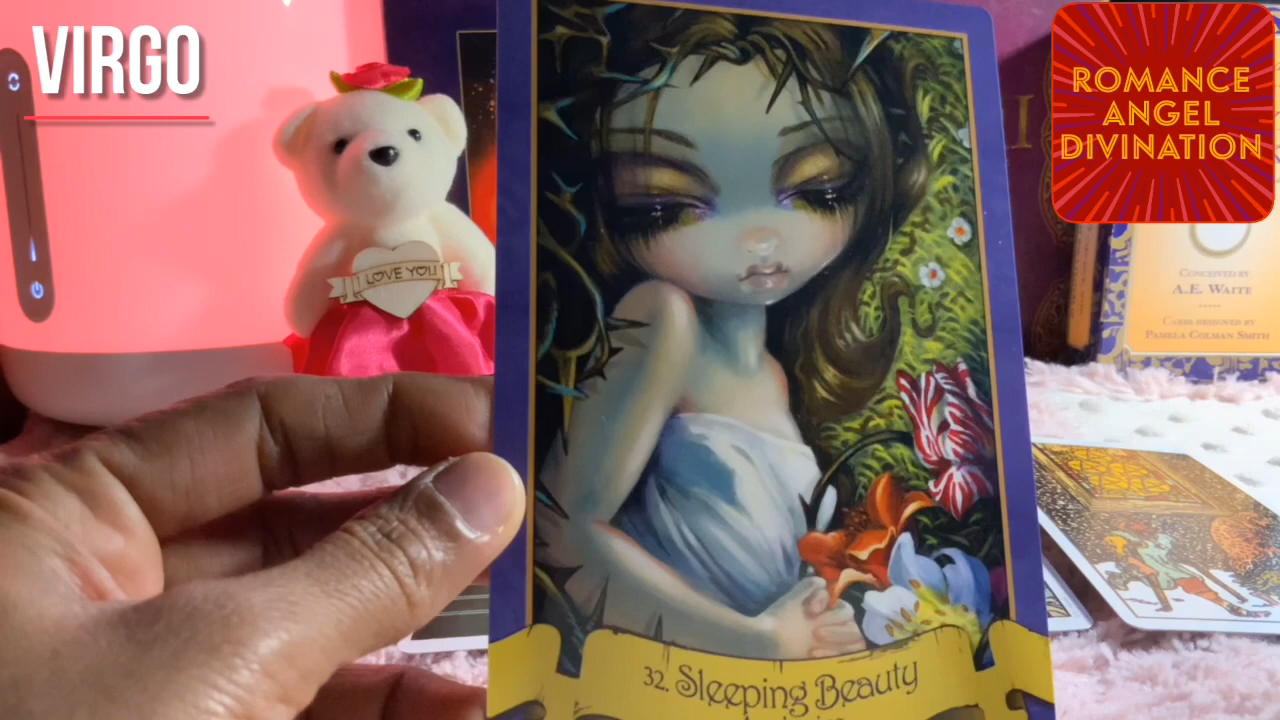 VIRGO
ROMANCE
ANGEL
DIVINATION
I LOVE YOU
CONCEIVED BY
A.E. WAITE
CARDS DESIGNED BY
PAMELA COLMAN SMITH
32. Sleeping Beauty